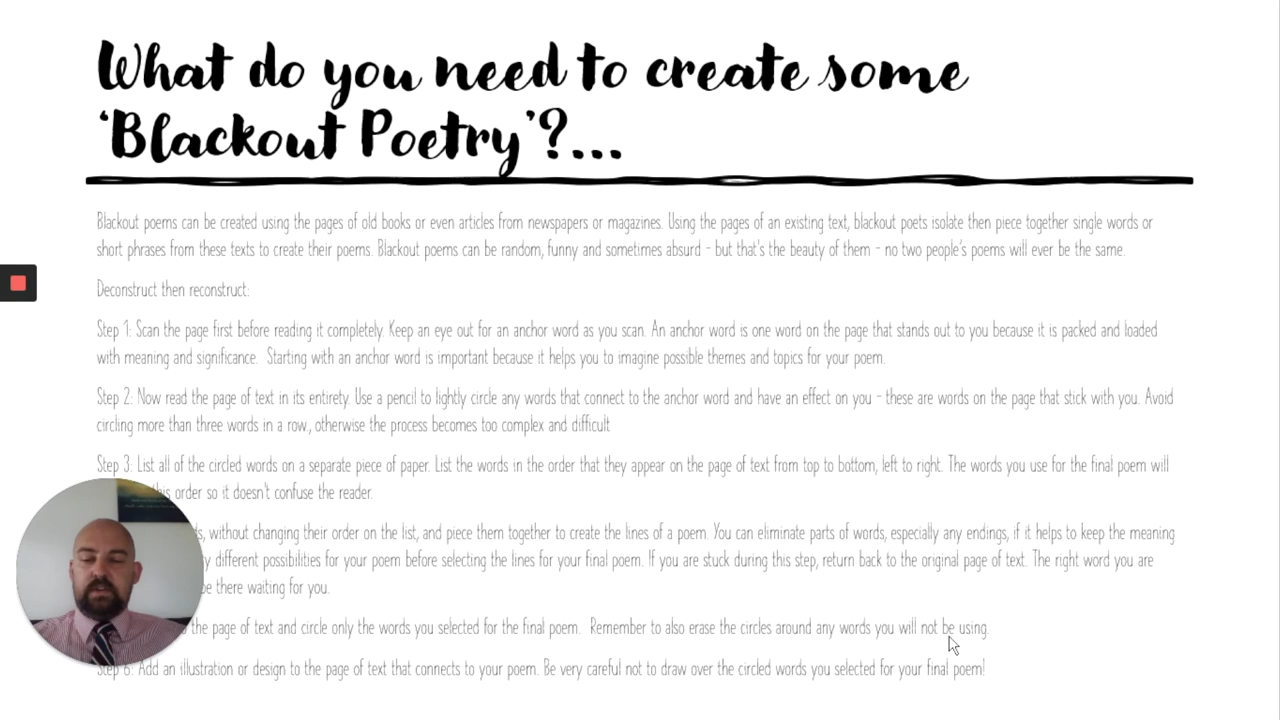 What do you need to create some
‘Blackout Poetry’?...
Blackout poems can be created using the pages of old books or even articles from newspapers or magazines. Using the pages of an existing text, blackout poets isolate then piece together single words or
short phrases from these texts to create their poems. Blackout poems can be random, funny and sometimes absurd - but that's the beauty of them - no two people's poems will ever be the same.
Deconstruct then reconstruct:
Step 1: Scan the page first before reading it completely. Keep an eye out for an anchor word as you scan. An anchor word is one word on the page that stands out to you because it is packed and loaded
with meaning and significance. Starting with an anchor word is important because it helps you to imagine possible themes and topics for your poem.
Step 2: Now read the page of text in its entirety. Use a pencil to lightly circle any words that connect to the anchor word and have an effect on you - these are words on the page that stick with you. Avoid
circling more than three words in a row., otherwise the process becomes too complex and difficult
Step 3: List all of the circled words on a separate piece of paper. List the words in the order that they appear on the page of text from top to bottom, left to right. The words you use for the final poem will
this order so it doesn't confuse the reader.
without changing their order on the list, and piece them together to create the lines of a poem. You can eliminate parts of words, especially any endings, if it helps to keep the meaning
different possibilities for your poem before selecting the lines for your final poem. If you are stuck during this step, return back to the original page of text. The right word you are
be there waiting for you.
the page of text and circle only the words you selected for the final poem. Remember to also erase the circles around any words you will not be using.
Step 6: Add an illustration or design to the page of text that connects to your poem. Be very careful not to draw over the circled words you selected for your final poem!